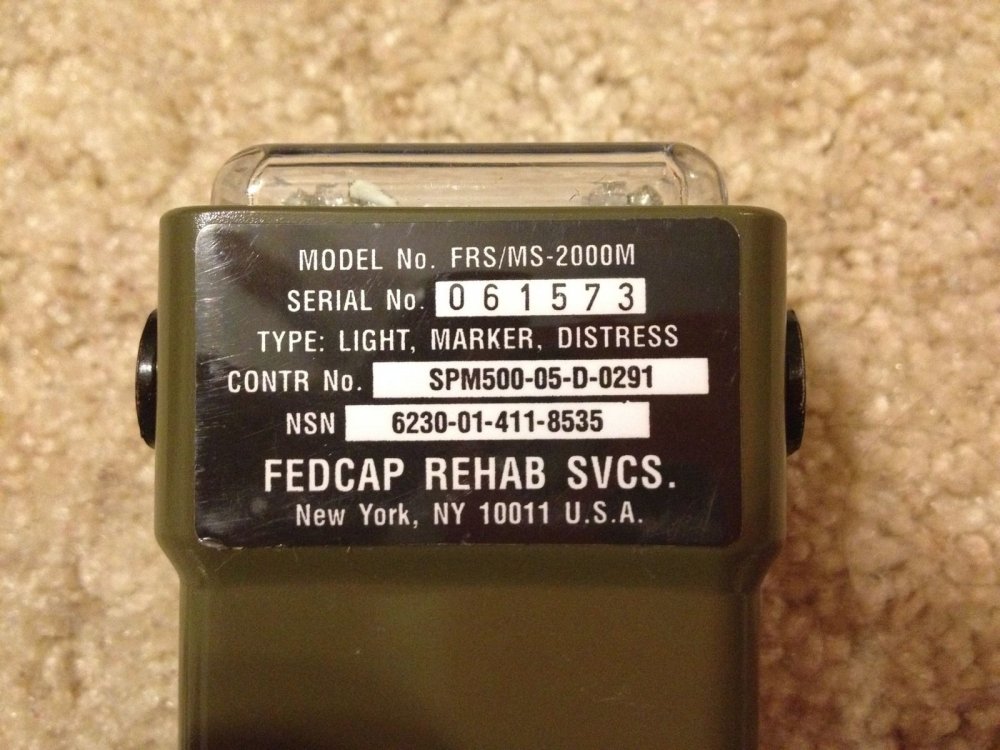 MODEL No. FRS/MS-2000M
SERIAL No. 061573
TYPE: LIGHT, MARKER, DISTRESS
CONTR No. SPM500-05-D-0291
NSN 6230-01-411-8535
FEDCAP REHAB SVCS.
New York, NY 10011 U.S.A.